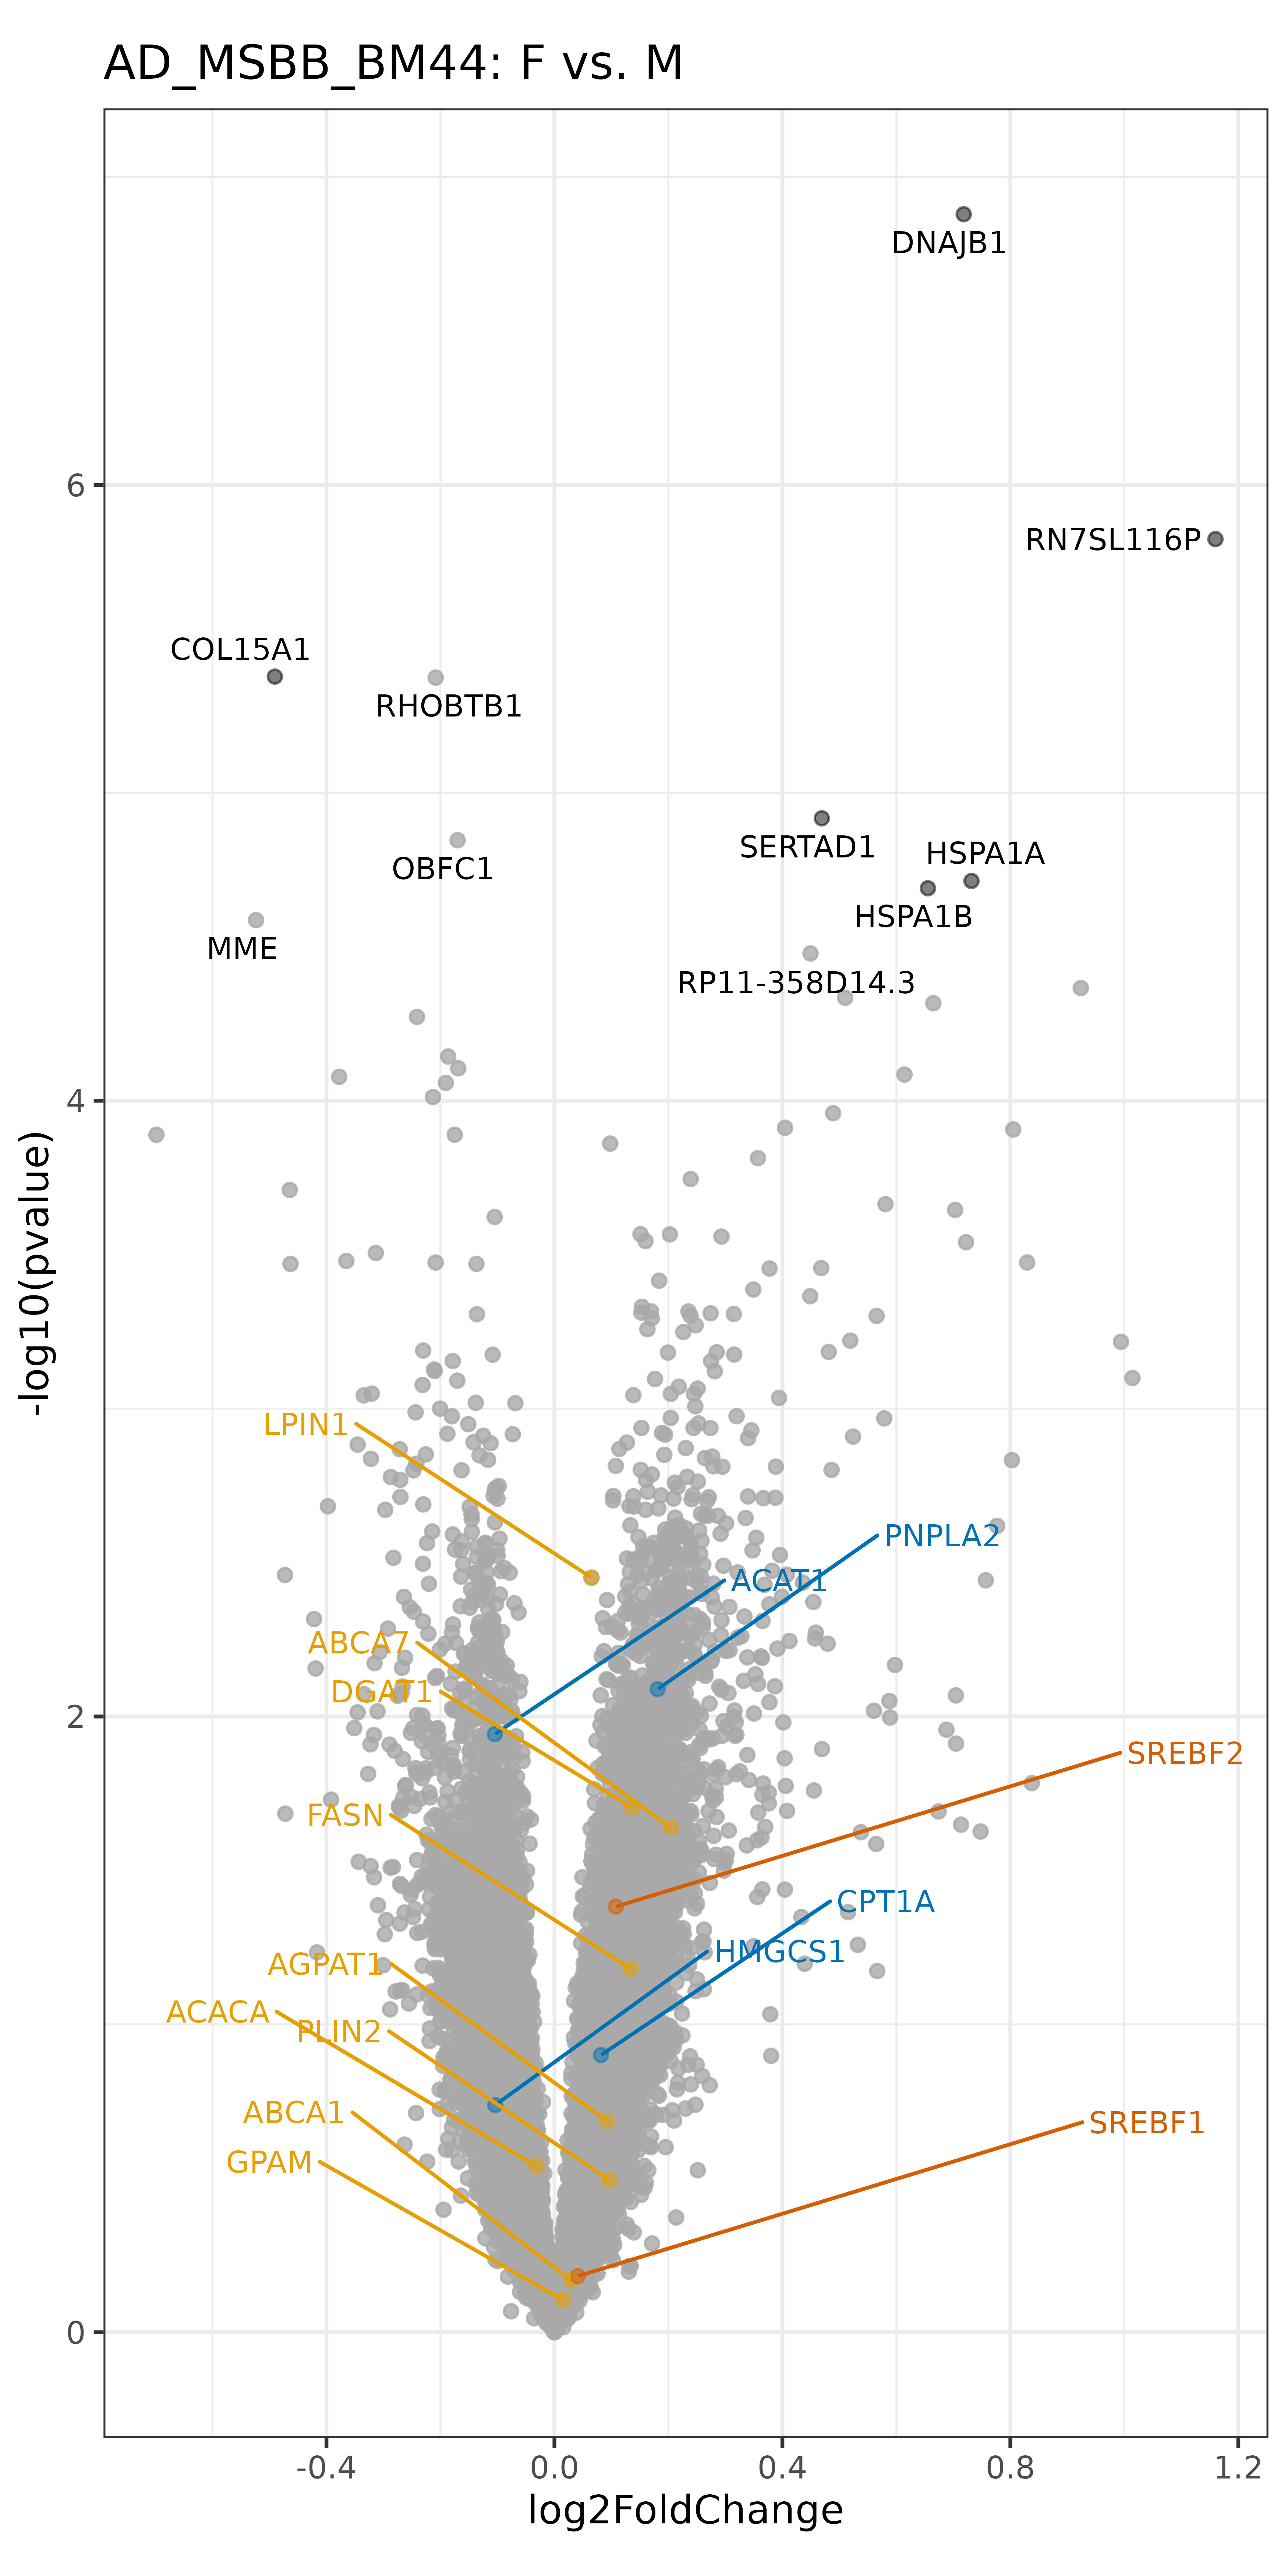 AD_MSBB_BM44: F vs. M
DNAJB1
6
RN7SL116P
COL15A1
RHOBTB1
SERTAD1
HSPA1A
OBFC1
HSPA1B
MME
RP11-358D14.3
4
-log10(pvalue)
LPIN1
PNPLA2
ACAT1
ABCA7
DGAT1
2
SREBF2
FASN
CPT1A
HMGCS1
AGPAT1
ACACA
PLIN2
ABCA1
SREBF1
GPAM
0
-0.4
0.0
0.4
0.8
1.2
log2FoldChange